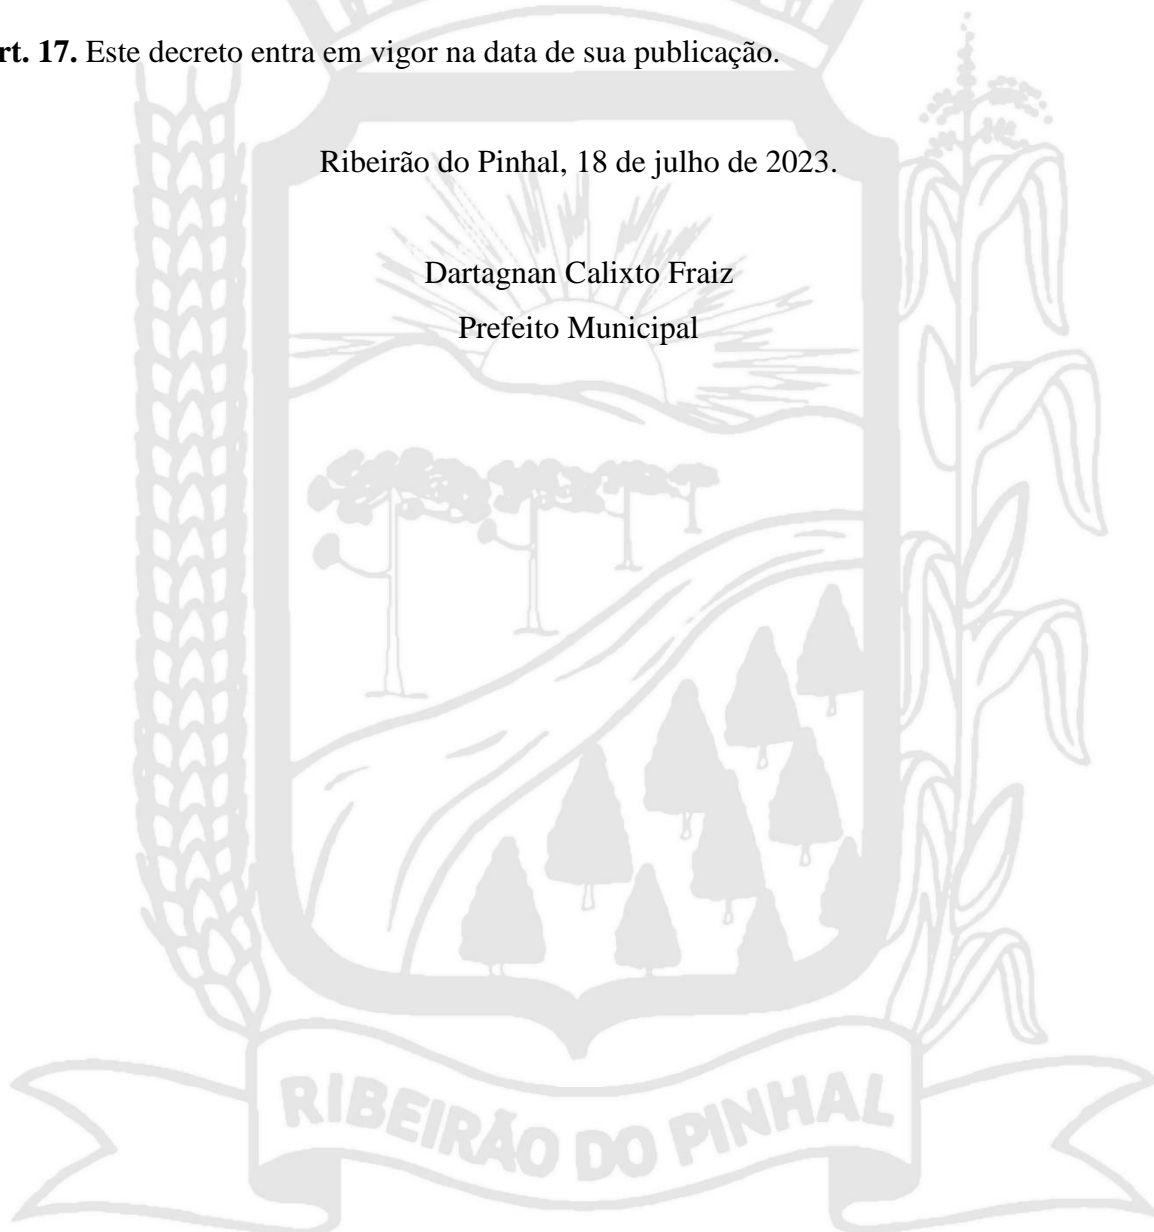 rt. 17. Este decreto entra em vigor na data de sua publicação.
Ribeirão do Pinhal, 18 de julho de 2023.
Dartagnan Calixto Fraiz
Prefeito Municipal
RIBEIRÃO DO PINHAL